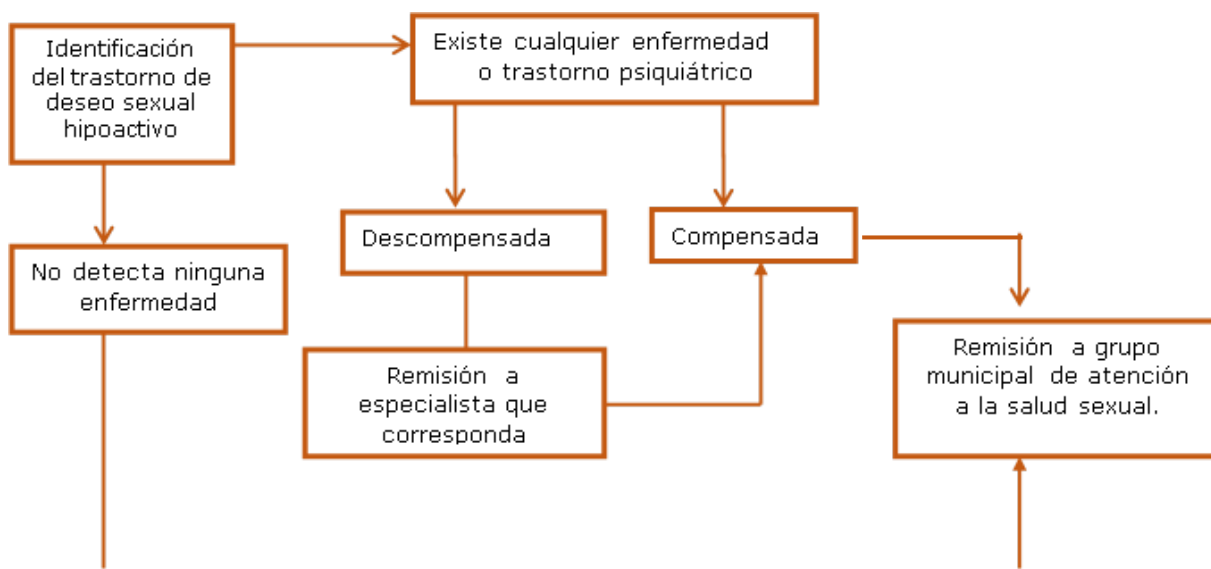 Identificación
del trastorno de
deseo sexual
hipoactivo
Existe cualquier enfermedad
o trastorno psiquiátrico
Descompensada
Compensada
No detecta ninguna
enfermedad
Remisión a
especialista que
corresponda
Remisión a grupo
municipal de atención
a la salud sexual.